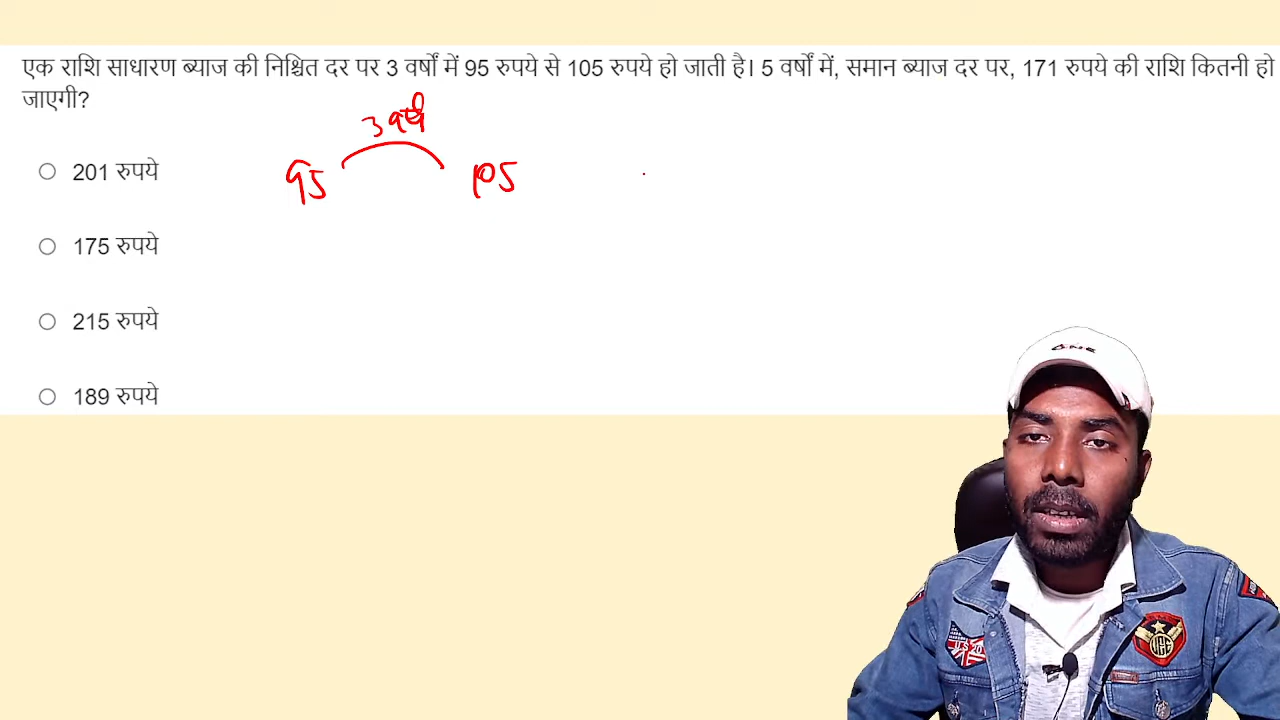 एक राशि साधारण ब्याज की निश्चित दर पर 3 वर्षों में 95 रुपये से 105 रुपये हो जाती है। 5 वर्षों में, समान ब्याज दर पर, 171 रुपये की राशि कितनी हो
जाएगी?
3 वर्ष
201 रुपये
95 105
175 रुपये
215 रुपये
189 रुपये